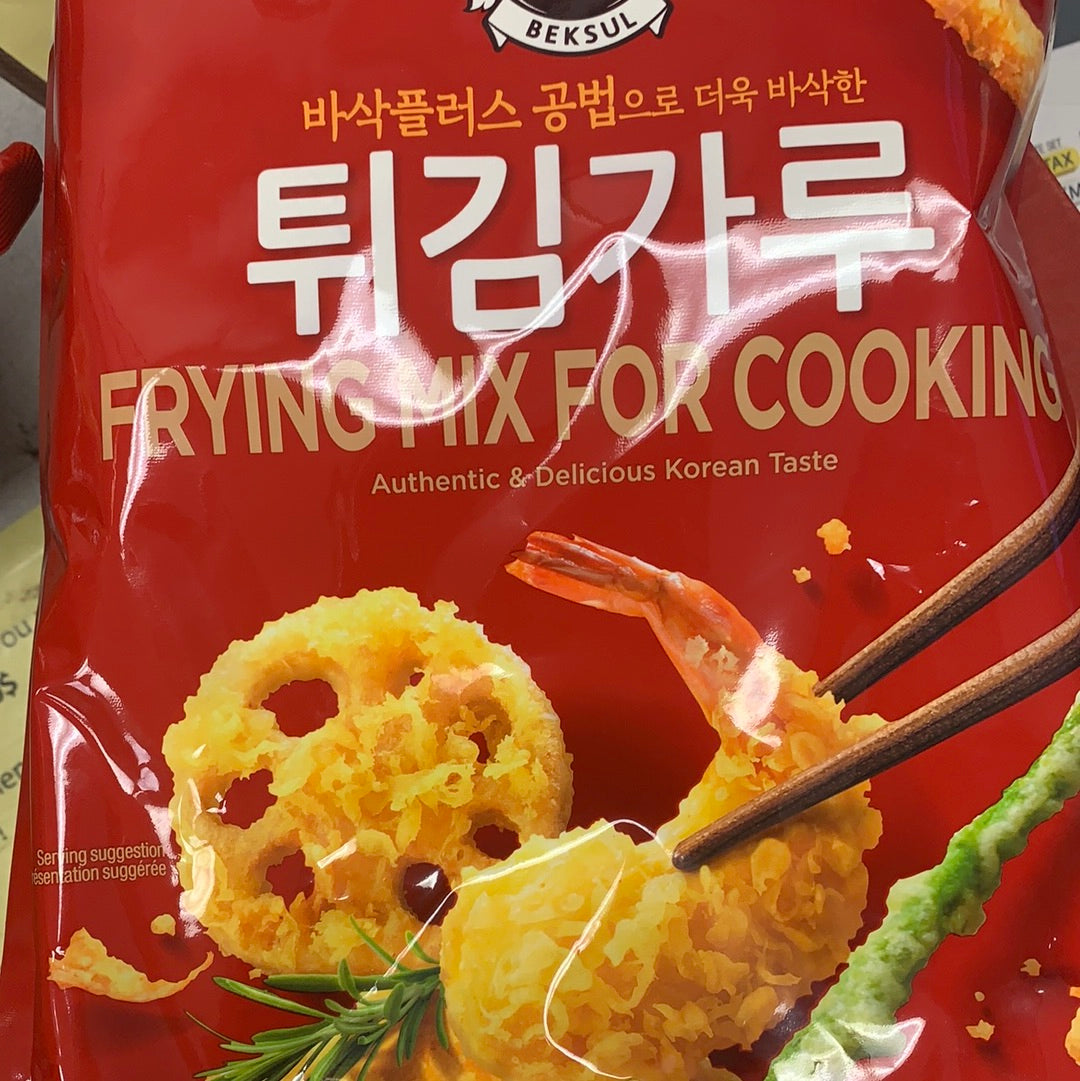 BEKSUL
바삭플러스 공법으로 더욱 바삭한
튀김가루
FRYING MIX FOR COOKING
Authentic & Delicious Korean Taste
Serving suggestion
suggérée
TAX